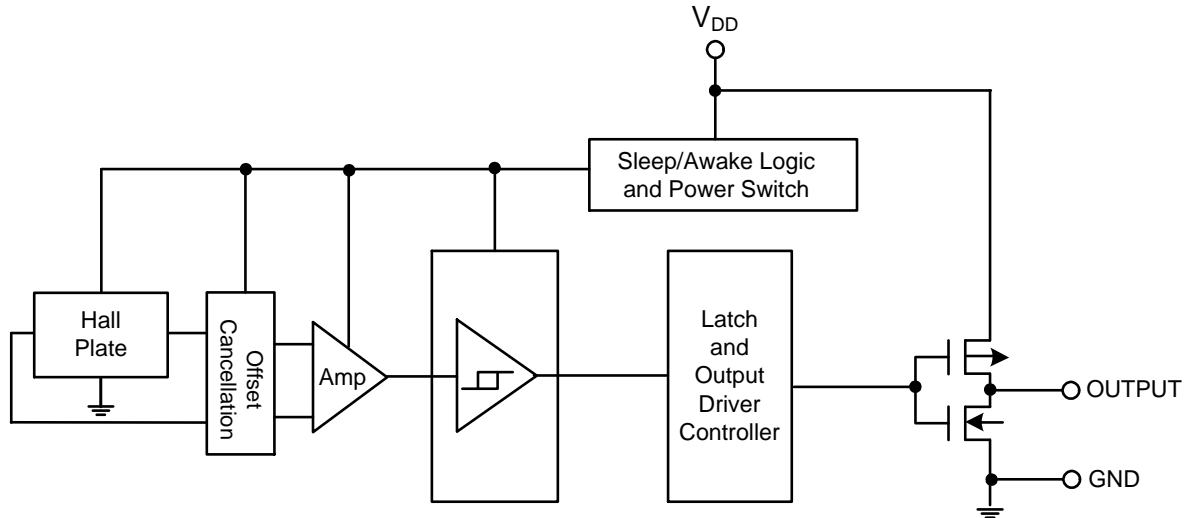 VDD
Sleep/Awake Logic
and Power Switch
Hall
Plate
Offset
Cancellation
Amp
Latch
and
Output
Driver
Controller
OUTPUT
GND